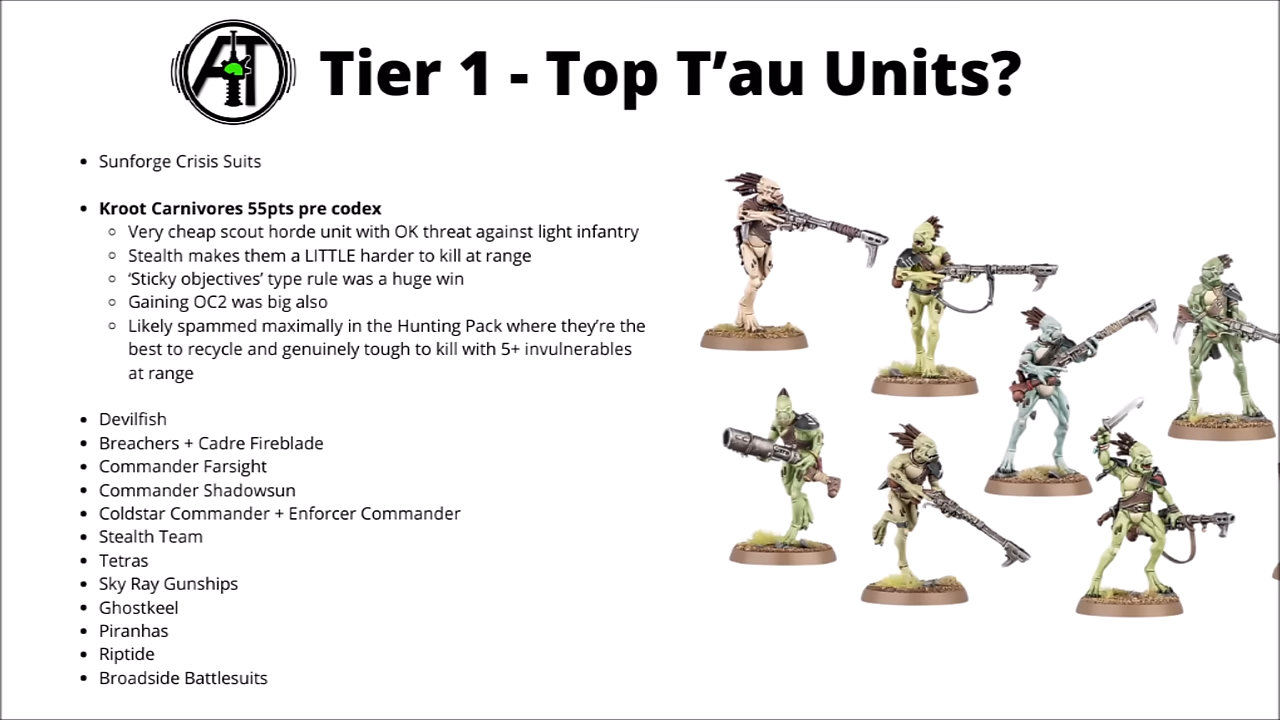 AT
Tier 1 - Top T’au Units?
• Sunforge Crisis Suits
• Kroot Carnivores 55pts pre codex
○ Very cheap scout horde unit with OK threat against light infantry
○ Stealth makes them a LITTLE harder to kill at range
○ ‘Sticky objectives’ type rule was a huge win
○ Gaining OC2 was big also
○ Likely spammed maximally in the Hunting Pack where they’re the
best to recycle and genuinely tough to kill with 5+ invulnerables
at range
• Devilfish
• Breachers + Cadre Fireblade
• Commander Farsight
• Commander Shadowsun
• Coldstar Commander + Enforcer Commander
• Stealth Team
• Tetras
• Sky Ray Gunships
• Ghostkeel
• Piranhas
• Riptide
• Broadside Battlesuits